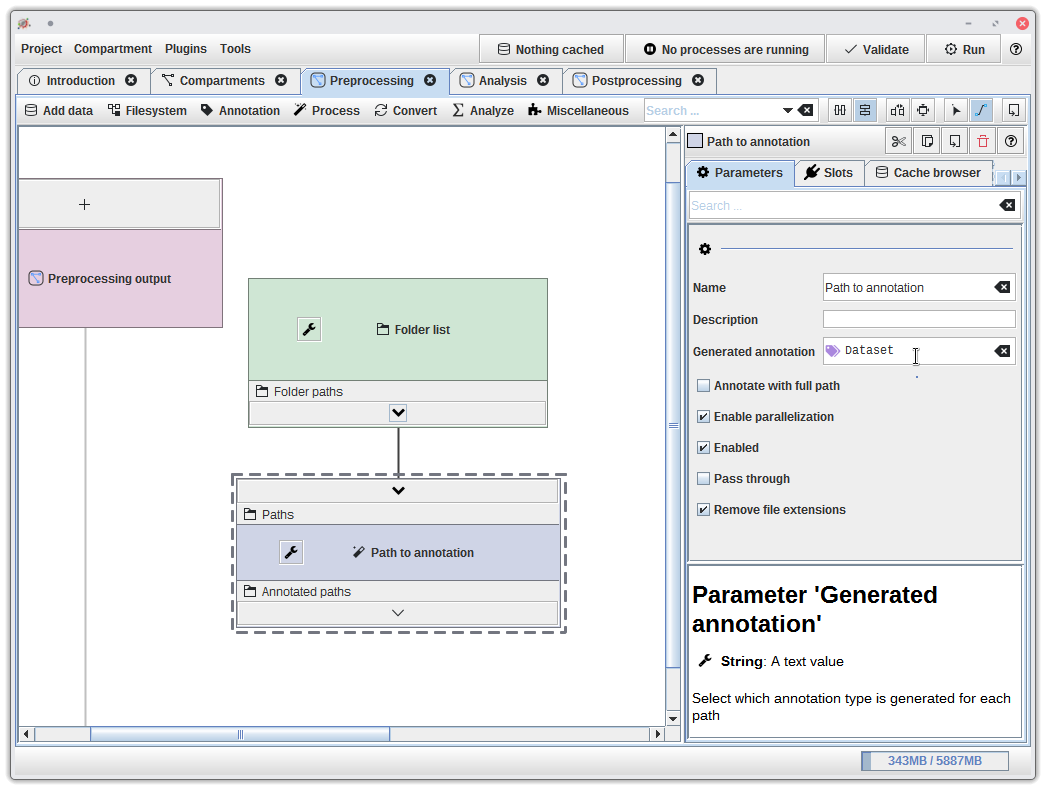 Project Compartment Plugins Tools
Nothing cached No processes are running Validate Run
Introduction Compartments Preprocessing Analysis Postprocessing
Add data Filesystem Annotation Process Convert Analyze Miscellaneous Search ...
Path to annotation
Parameters Slots Cache browser
Search ...
Preprocessing output
Folder list
Folder paths
Paths
Path to annotation
Annotated paths
Name Path to annotation
Description
Generated annotation Dataset
Annotate with full path
Enable parallelization
Enabled
Pass through
Remove file extensions
Parameter 'Generated
annotation'
String: A text value
Select which annotation type is generated for each
path
343MB / 5887MB